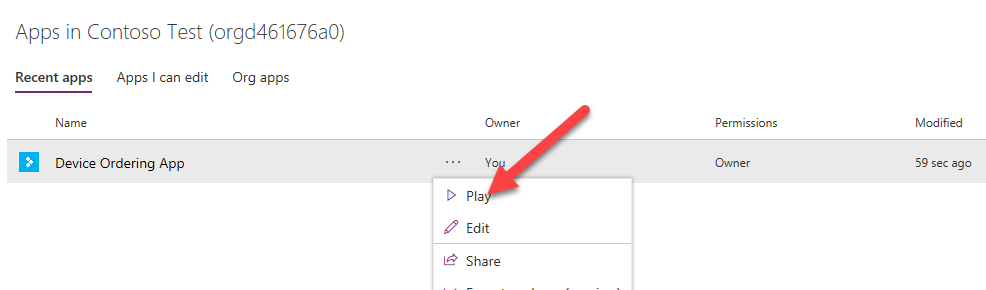 Apps in Contoso Test (orgd461676a0)
Recent apps Apps I can edit Org apps
Name Owner Permissions Modified
Device Ordering App ... You Owner 59 sec ago
Play
Edit
Share